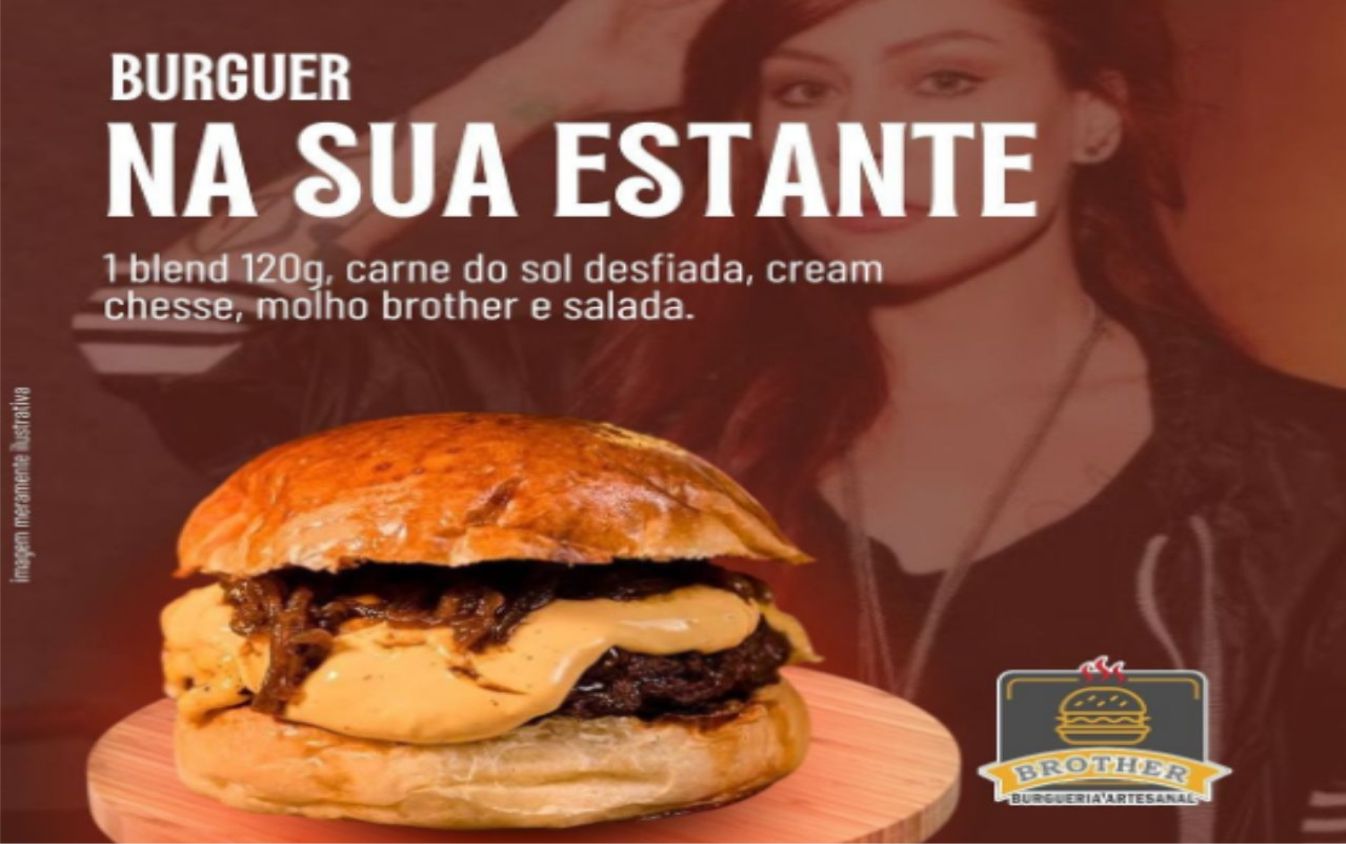 BURGUER
NA SUA ESTANTE
1 blend 120g, carne do sol desfiada, cream
chesse, molho brother e salada.
imagem meramente ilustrativa
BROTHER
BURGUERIA ARTESANAL